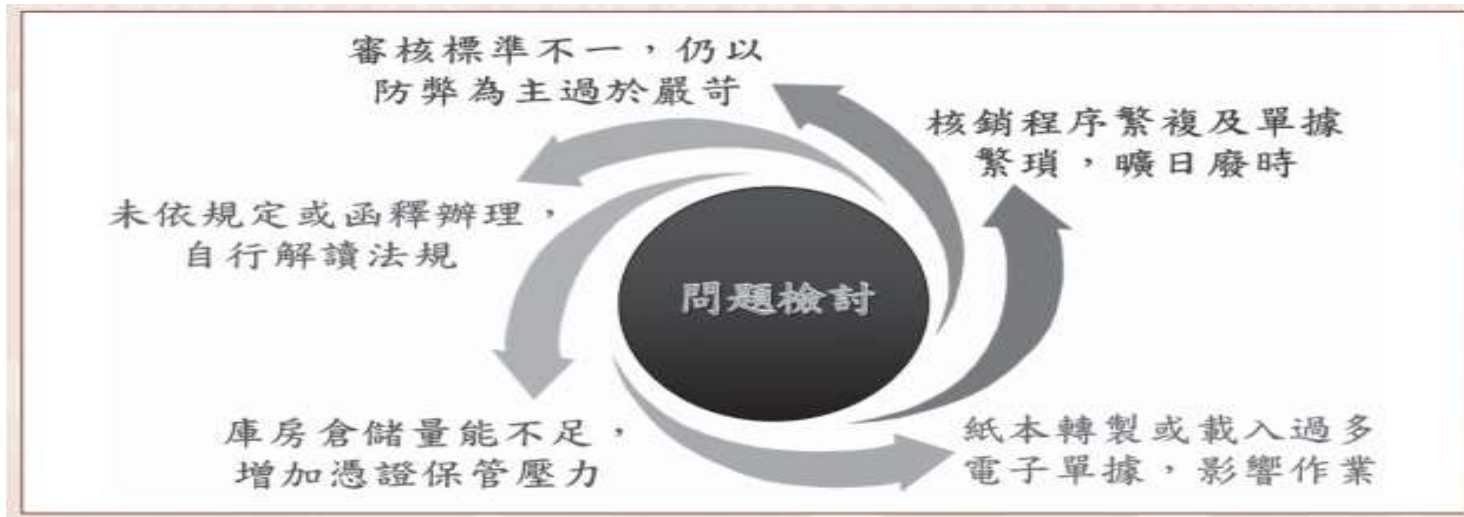 審核標準不一，仍以
防弊為主過於嚴苛
核銷程序繁複及單據
繁瑣，曠日廢時
未依規定或函釋辦理，
自行解讀法規
問題檢討
庫房倉儲量能不足，
增加憑證保管壓力
紙本轉製或載入過多
電子單據，影響作業